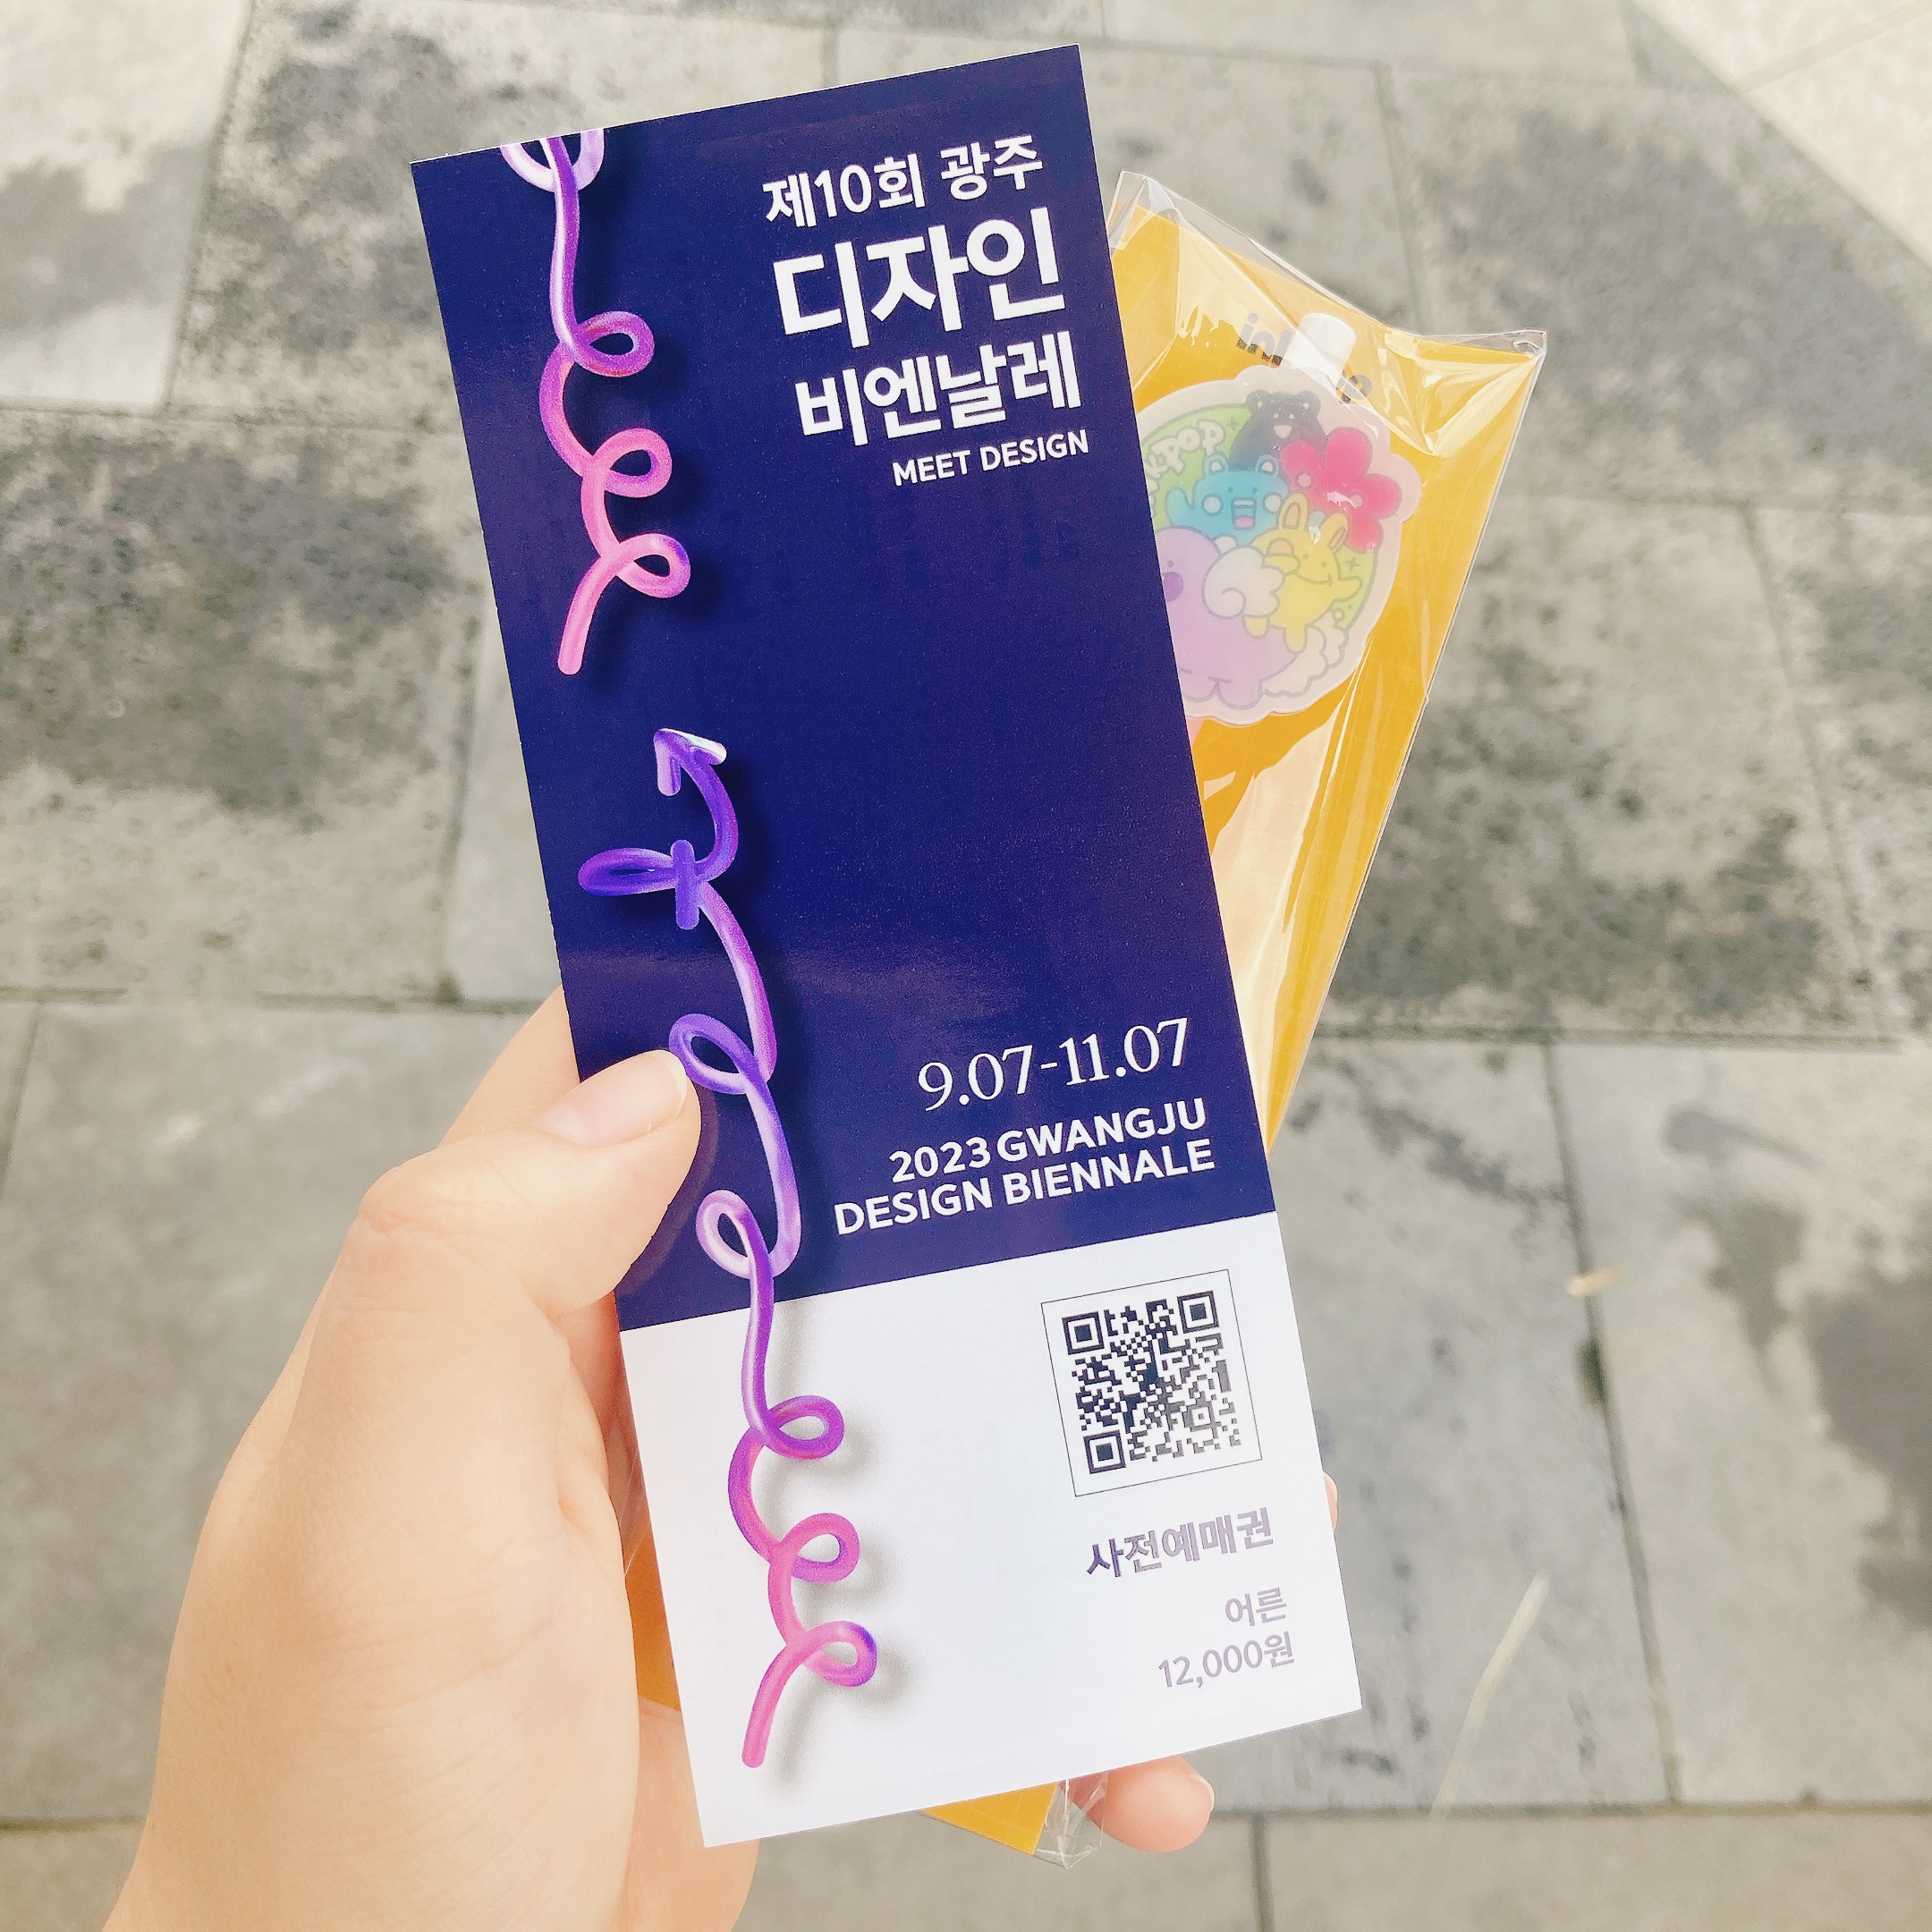 제10회 광주
디자인
비엔날레
MEET DESIGN
9.07-11.07
2023 GWANGJU
DESIGN BIENNALE
사전예매권
어른
12,000원